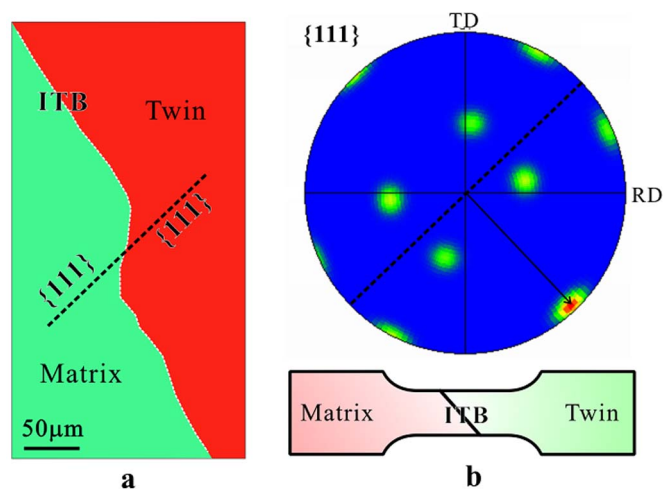 ITB
Twin
{111}
{111}
Matrix
50μm
a
{111}
TD
RD
Matrix
ITB
Twin
b